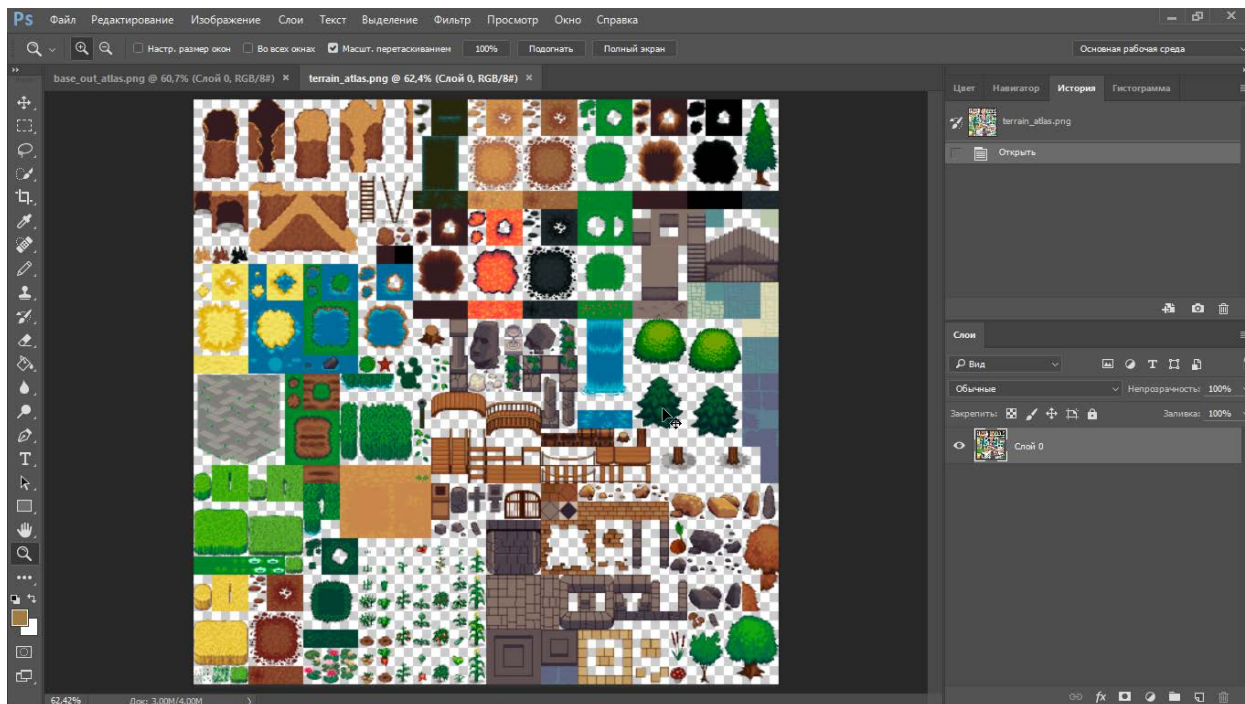 Ps Файл Редактирование Изображение Слои Текст Выделение Фильтр Просмотр Окно Справка
Настр. размер окон Во всех окнах Масшт. перетаскиванием 100% Подогнать Полный экран Основная рабочая среда
base_out_atlas.png @ 60,7% (Слой 0, RGB/8#) × terrain_atlas.png @ 62,4% (Слой 0, RGB/8#) ×
Цвет Навигатор История Гистограмма
terrain_atlas.png
Открыть
Слои
Вид
Обычные Непрозрачность: 100%
Закрепить: Заливка: 100%
Слой 0
62,42% Док: 3,00M/4,00M